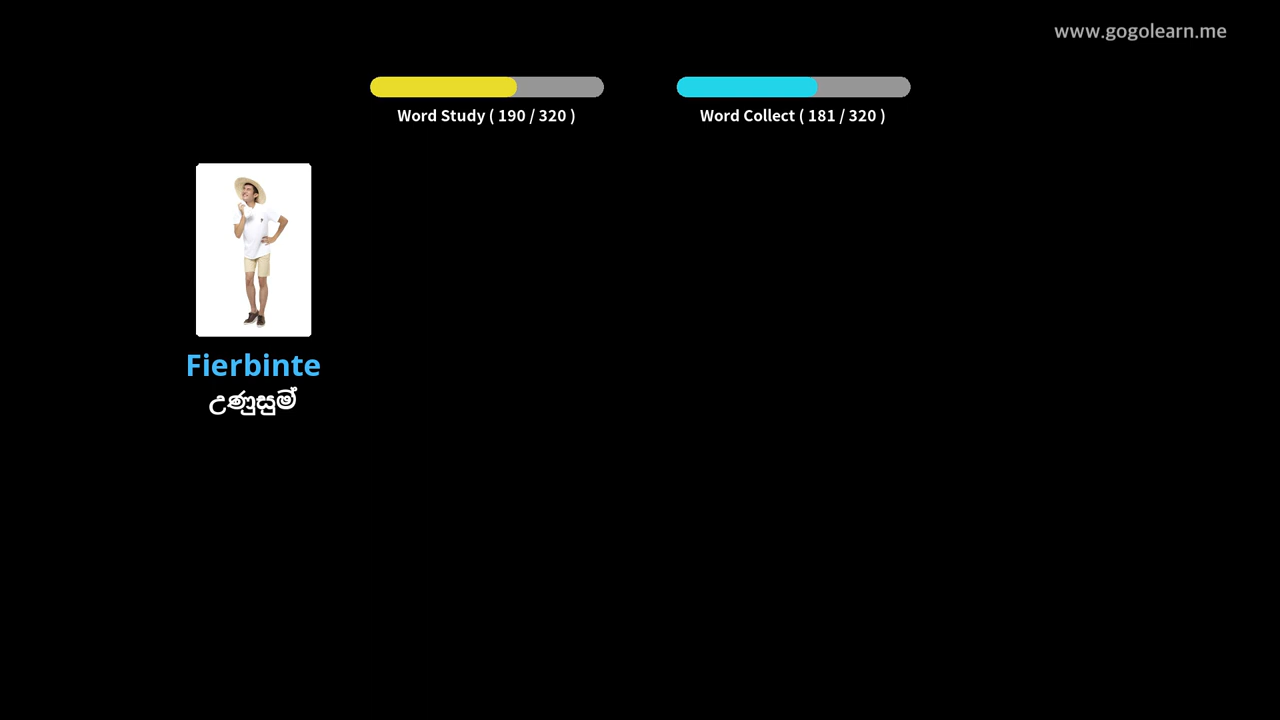 www.gogolearn.me
Word Study ( 190 / 320 )
Word Collect ( 181 / 320 )
Fierbinte
උණුසුම්